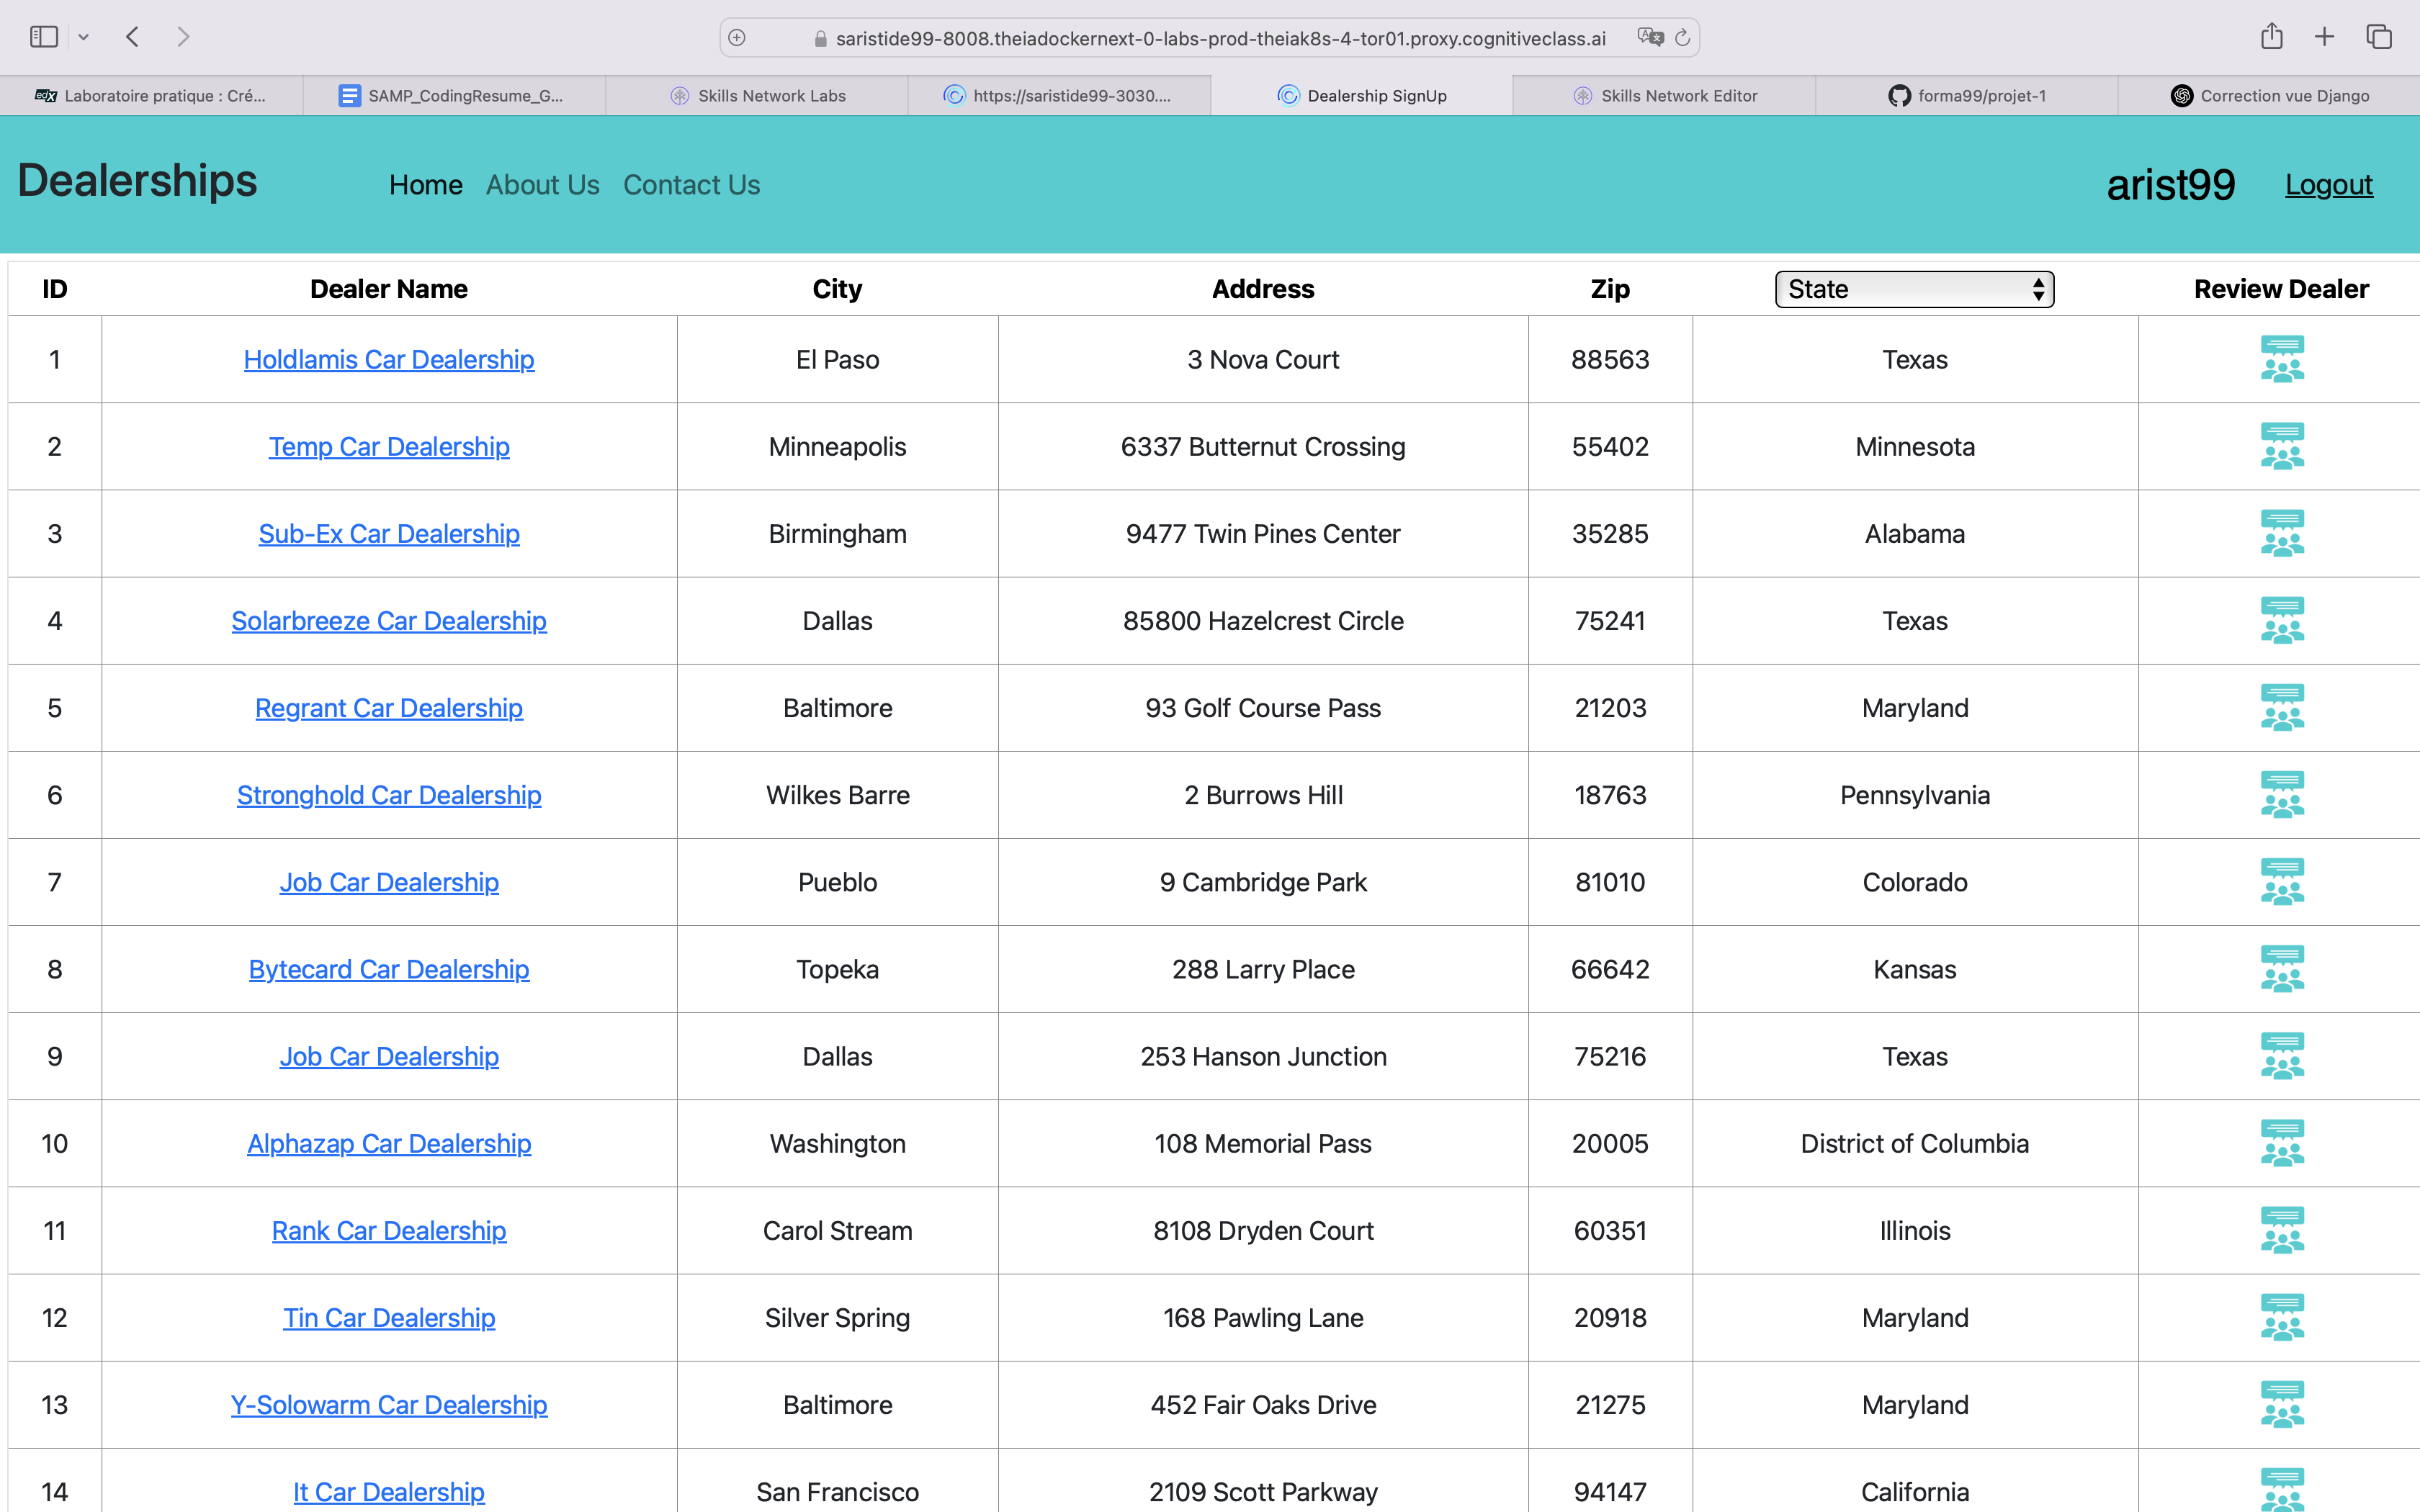 saristide99-8008.theiadockernext-0-labs-prod-theiak8s-4-tor01.proxy.cognitiveclass.ai
edX Laboratoire pratique : Cré... SAMP_CodingResume_G... Skills Network Labs https://saristide99-3030.... Dealership SignUp Skills Network Editor forma99/projet-1 Correction vue Django
Dealerships Home About Us Contact Us arist99 Logout
ID Dealer Name City Address Zip State Review Dealer
1 Holdlamis Car Dealership El Paso 3 Nova Court 88563 Texas
2 Temp Car Dealership Minneapolis 6337 Butternut Crossing 55402 Minnesota
3 Sub-Ex Car Dealership Birmingham 9477 Twin Pines Center 35285 Alabama
4 Solarbreeze Car Dealership Dallas 85800 Hazelcrest Circle 75241 Texas
5 Regrant Car Dealership Baltimore 93 Golf Course Pass 21203 Maryland
6 Stronghold Car Dealership Wilkes Barre 2 Burrows Hill 18763 Pennsylvania
7 Job Car Dealership Pueblo 9 Cambridge Park 81010 Colorado
8 Bytecard Car Dealership Topeka 288 Larry Place 66642 Kansas
9 Job Car Dealership Dallas 253 Hanson Junction 75216 Texas
10 Alphazap Car Dealership Washington 108 Memorial Pass 20005 District of Columbia
11 Rank Car Dealership Carol Stream 8108 Dryden Court 60351 Illinois
12 Tin Car Dealership Silver Spring 168 Pawling Lane 20918 Maryland
13 Y-Solowarm Car Dealership Baltimore 452 Fair Oaks Drive 21275 Maryland
14 It Car Dealership San Francisco 2109 Scott Parkway 94147 California